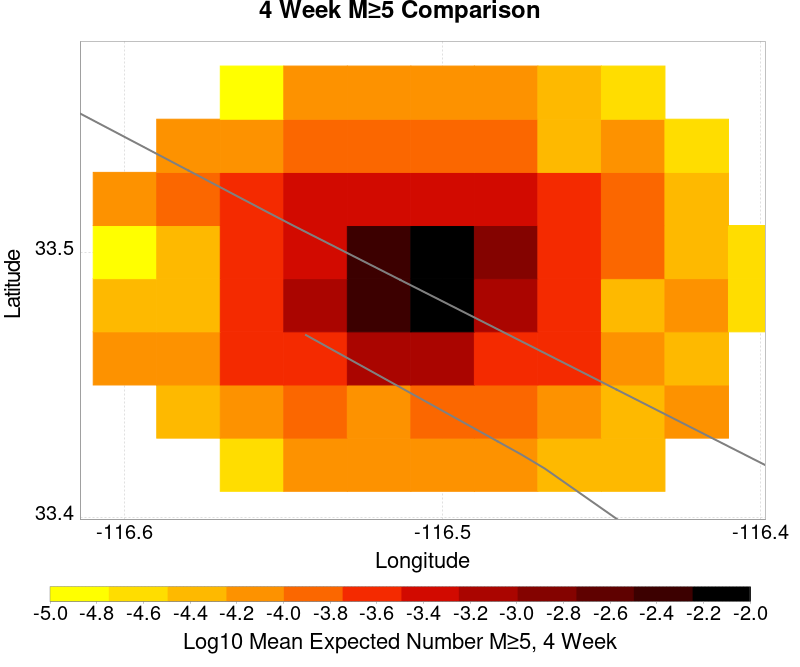 4 Week M≥5 Comparison
Latitude
33.5
33.4
-116.6 -116.5 -116.4
Longitude
-5.0 -4.8 -4.6 -4.4 -4.2 -4.0 -3.8 -3.6 -3.4 -3.2 -3.0 -2.8 -2.6 -2.4 -2.2 -2.0
Log10 Mean Expected Number M≥5, 4 Week